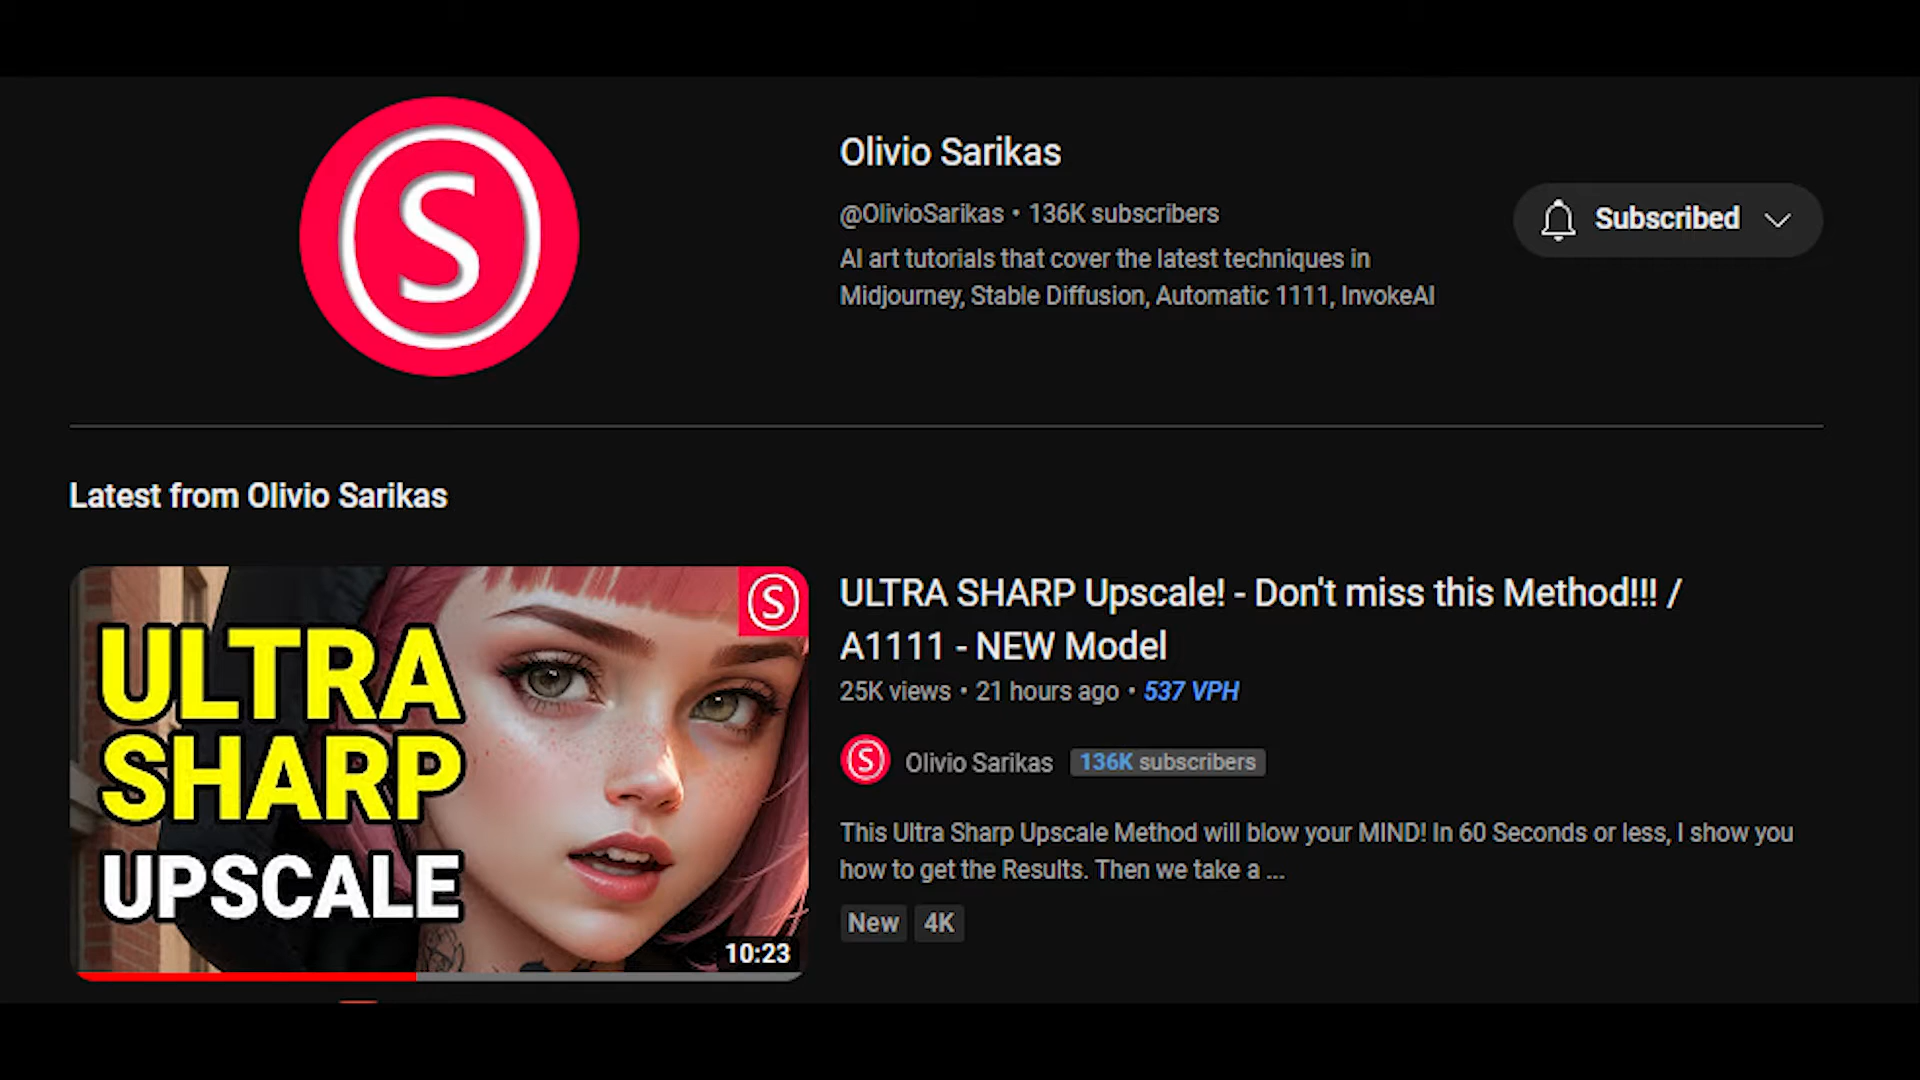 S
Olivio Sarikas
@OlivioSarikas • 136K subscribers
AI art tutorials that cover the latest techniques in
Midjourney, Stable Diffusion, Automatic 1111, InvokeAI
Subscribed
Latest from Olivio Sarikas
ULTRA
SHARP
UPSCALE
S
10:23
ULTRA SHARP Upscale! - Don't miss this Method!!! /
A1111 - NEW Model
25K views • 21 hours ago • 537 VPH
S
Olivio Sarikas 136K subscribers
This Ultra Sharp Upscale Method will blow your MIND! In 60 Seconds or less, I show you
how to get the Results. Then we take a ...
New 4K